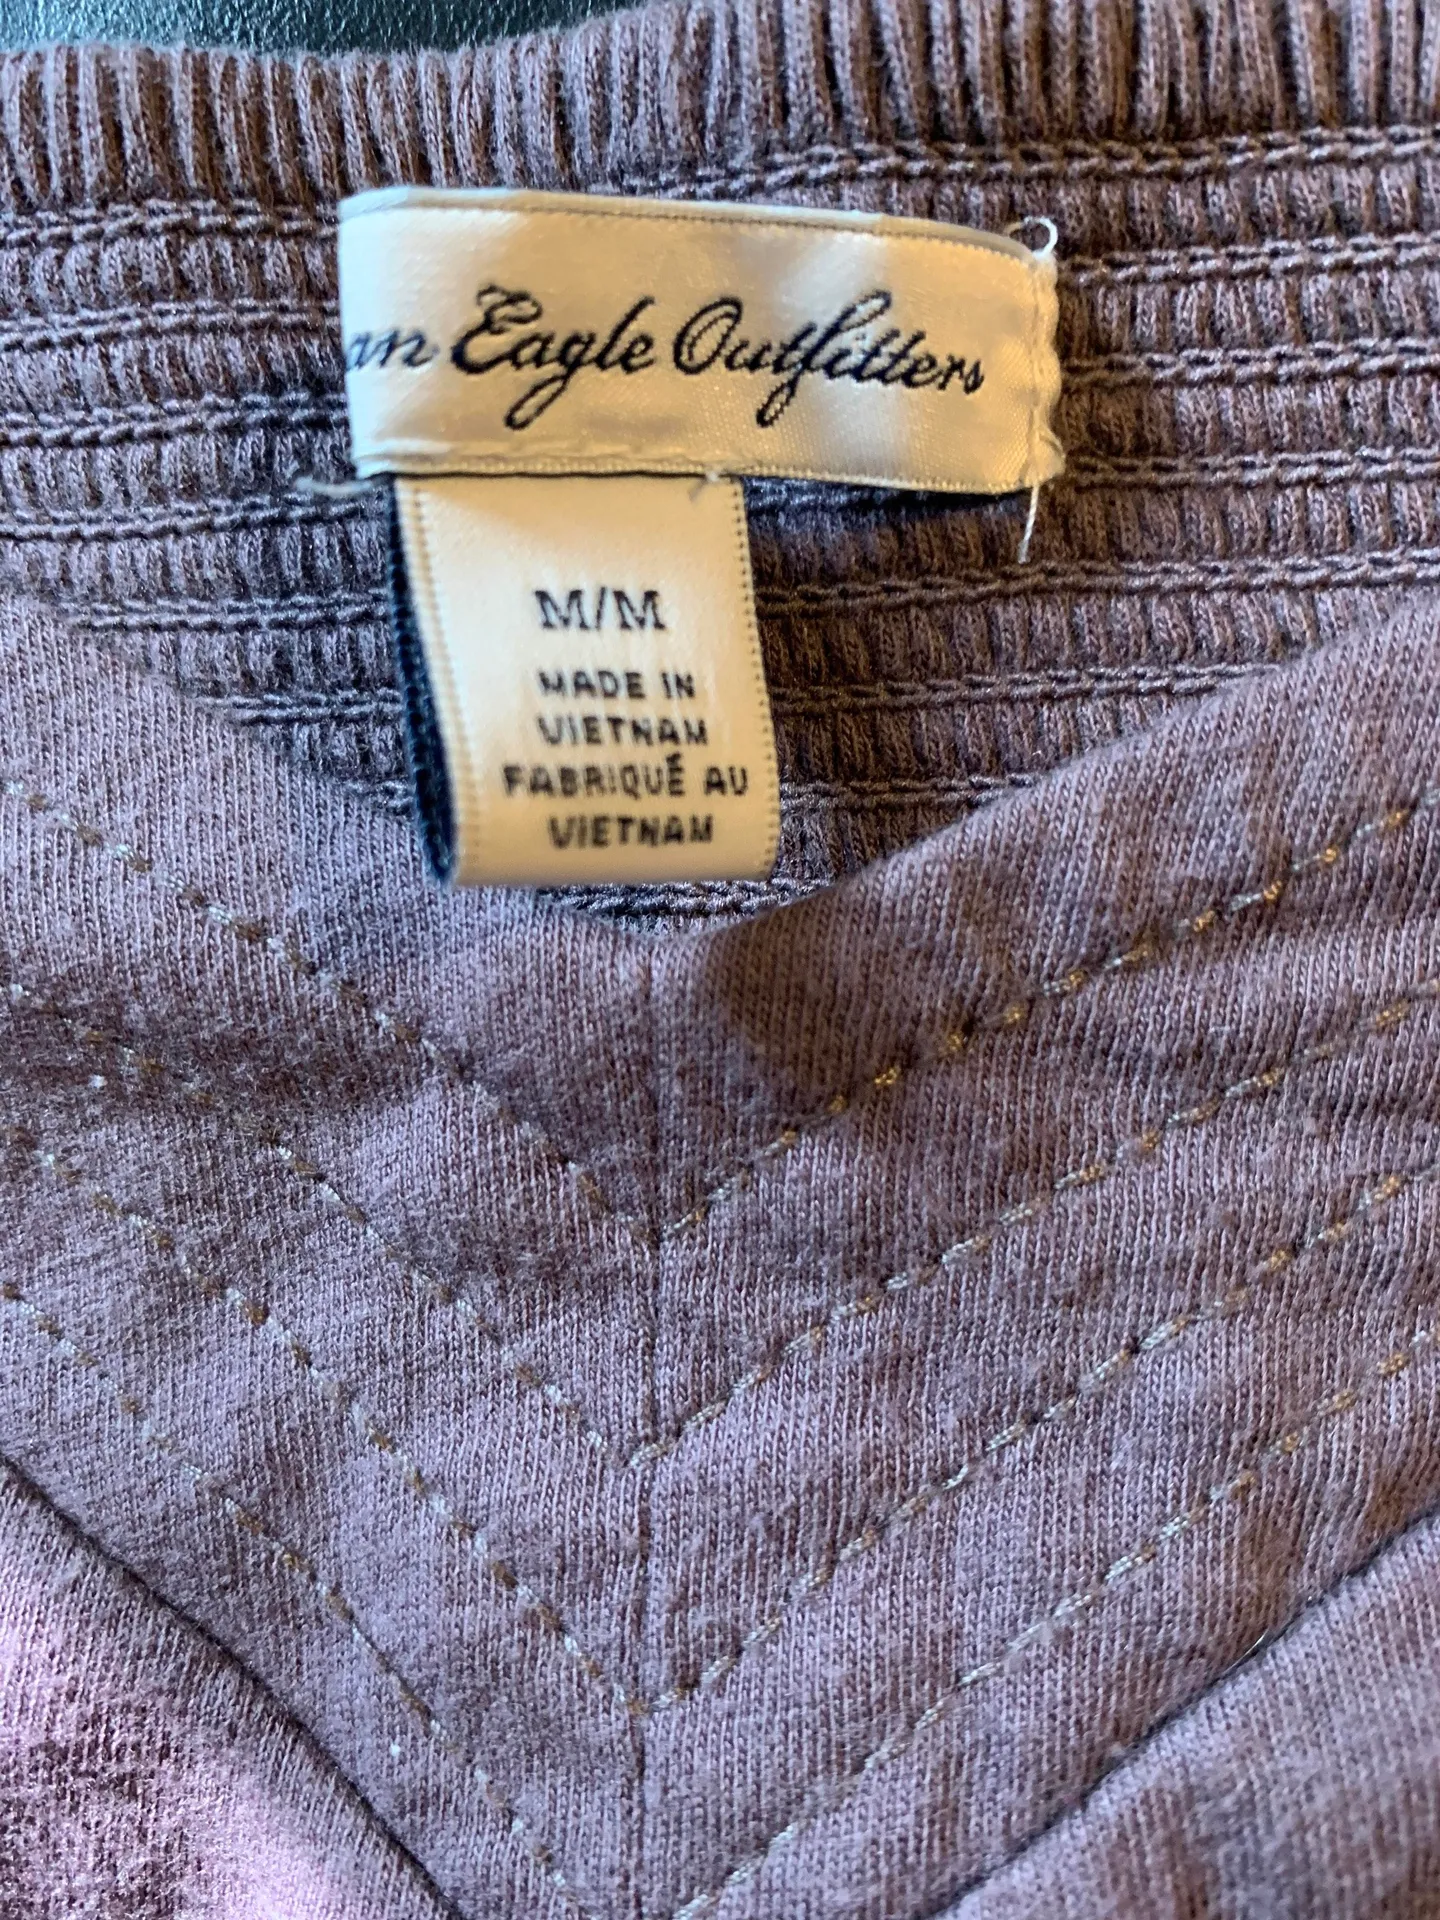 an Eagle Outfitters
M/M
MADE IN
VIETNAM
FABRIQUÉ AU
VIETNAM